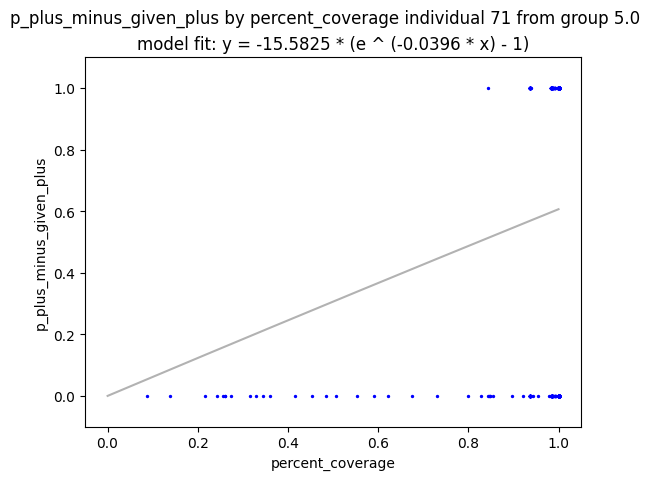 p_plus_minus_given_plus by percent_coverage individual 71 from group 5.0
model fit: y = -15.5825 * (e ^ (-0.0396 * x) - 1)
1.0
0.8
0.6
0.4
0.2
0.0
p_plus_minus_given_plus
0.0 0.2 0.4 0.6 0.8 1.0
percent_coverage